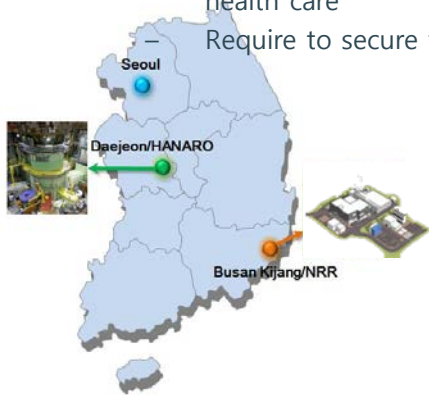 health care
– Require to secure
Seoul
Daejeon/HANARO
Busan Kijang/NRR